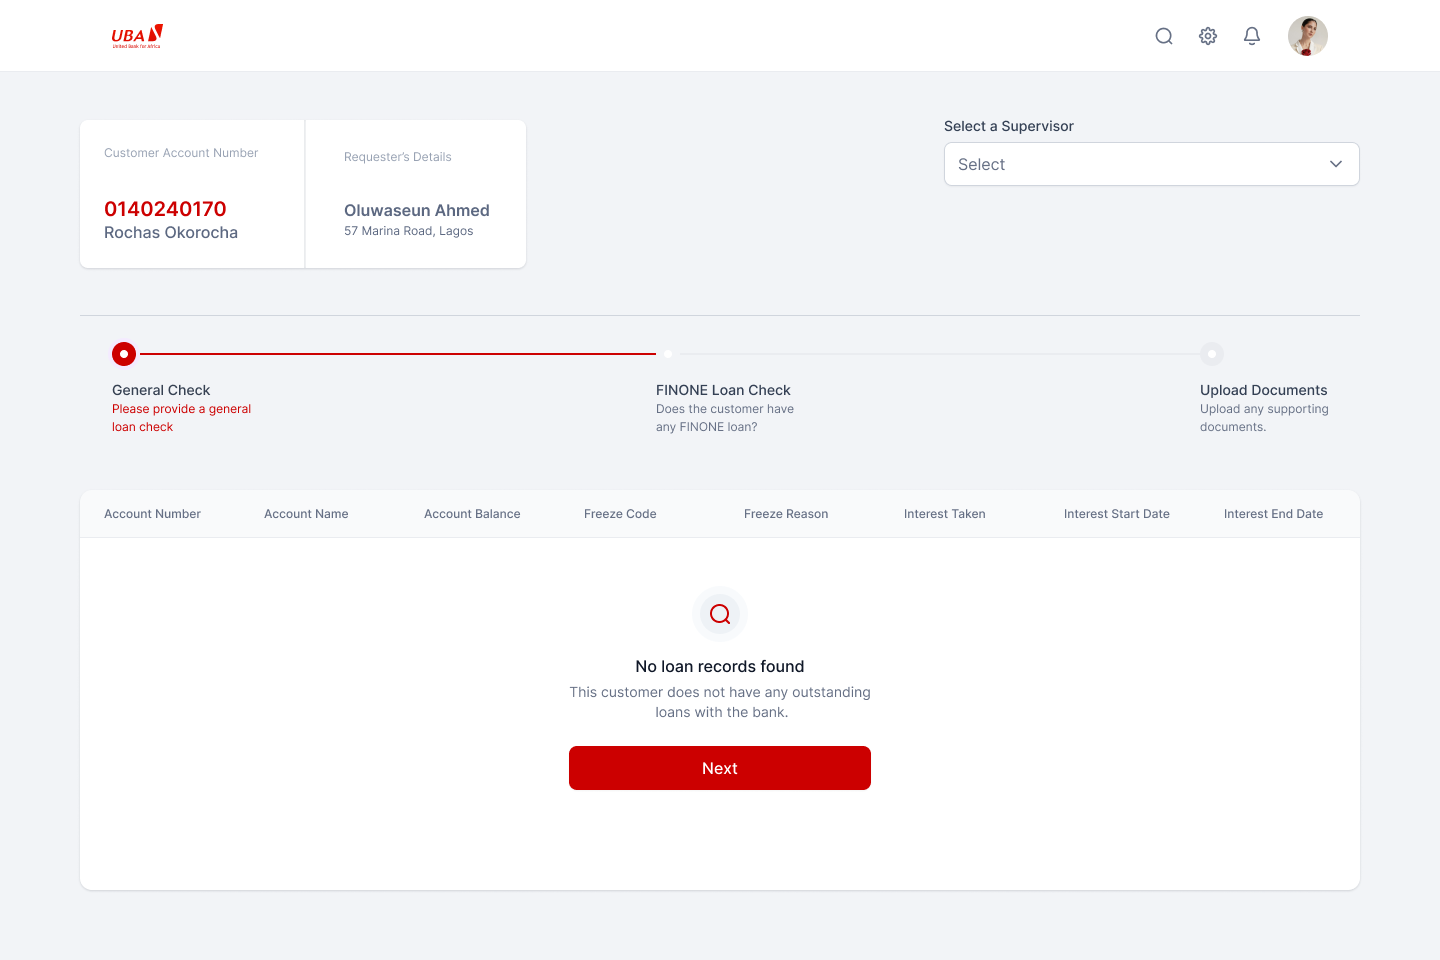 UBA
United Bank for Africa
Customer Account Number
0140240170
Rochas Okorocha
Requester’s Details
Oluwaseun Ahmed
57 Marina Road, Lagos
Select a Supervisor
Select
General Check
Please provide a general
loan check
FINONE Loan Check
Does the customer have
any FINONE loan?
Upload Documents
Upload any supporting
documents.
Account Number Account Name Account Balance Freeze Code Freeze Reason Interest Taken Interest Start Date Interest End Date
No loan records found
This customer does not have any outstanding
loans with the bank.
Next